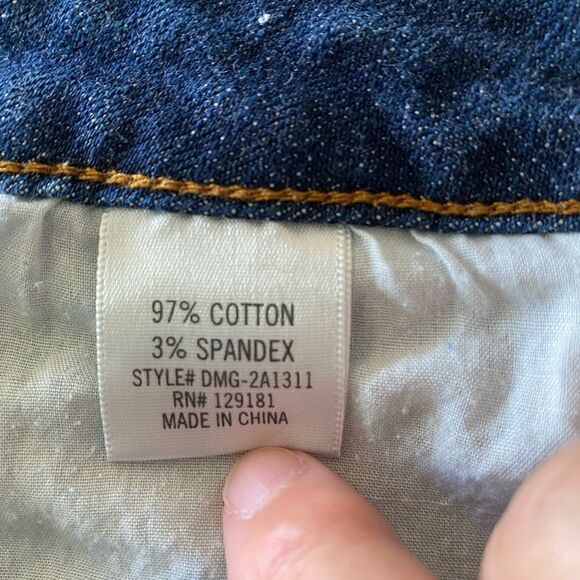 97% COTTON
3% SPANDEX
STYLE# DMG-2A1311
RN# 129181
MADE IN CHINA